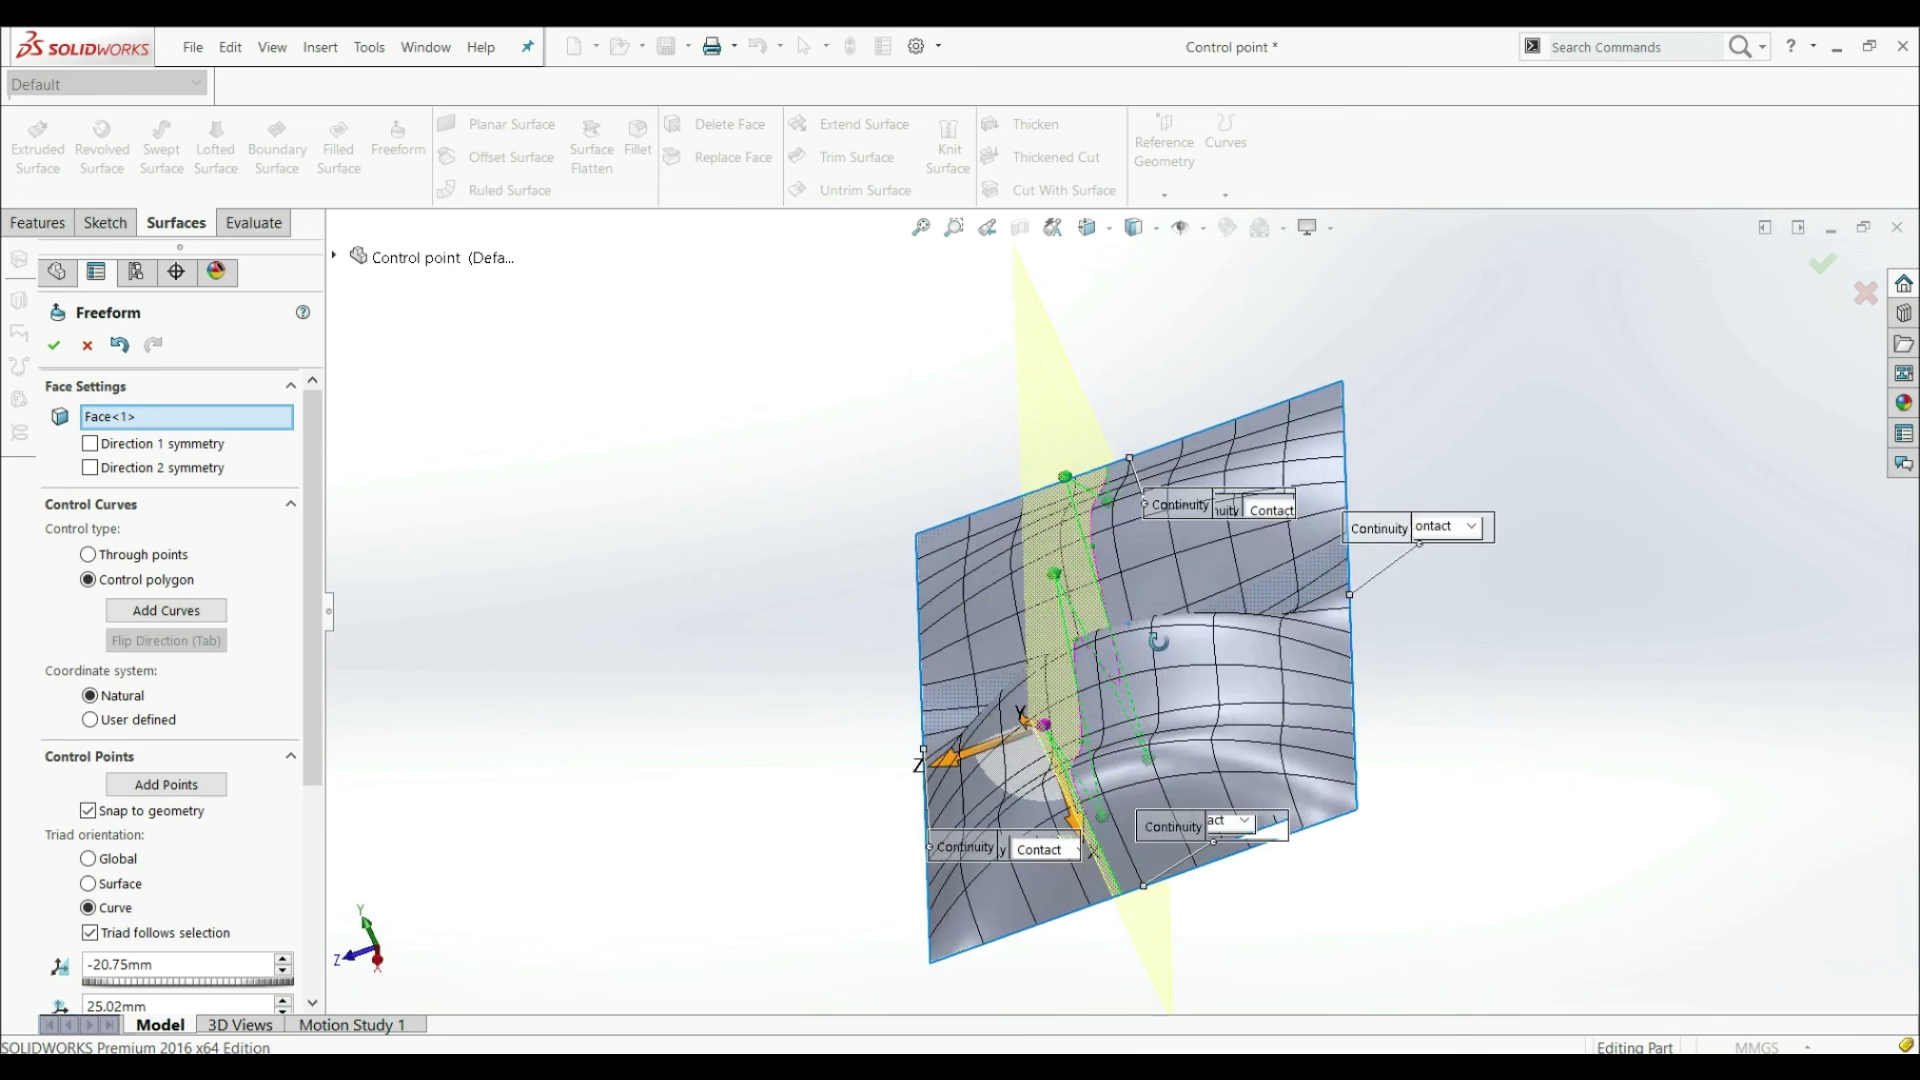 SOLIDWORKS File Edit View Insert Tools Window Help Control point * Search Commands ?
Default
Extruded Surface
Revolved Surface
Swept Surface
Lofted Surface
Boundary Surface
Filled Surface
Freeform
Planar Surface
Offset Surface
Ruled Surface
Surface Flatten
Fillet
Delete Face
Replace Face
Extend Surface
Trim Surface
Untrim Surface
Knit Surface
Thicken
Thickened Cut
Cut With Surface
Reference Geometry
Curves
Features Sketch Surfaces Evaluate
Control point (Defa...
Freeform
Face Settings
Face<1>
Direction 1 symmetry
Direction 2 symmetry
Control Curves
Control type:
Through points
Control polygon
Add Curves
Flip Direction (Tab)
Coordinate system:
Natural
User defined
Control Points
Add Points
Snap to geometry
Triad orientation:
Global
Surface
Curve
Triad follows selection
-20.75mm
25.02mm
Continuity nuity Contact
Continuity ontact
Y
Z
Continuity act
Continuity y Contact
X
Y
Z
X
Model 3D Views Motion Study 1
SOLIDWORKS Premium 2016 x64 Edition Editing Part MMGS